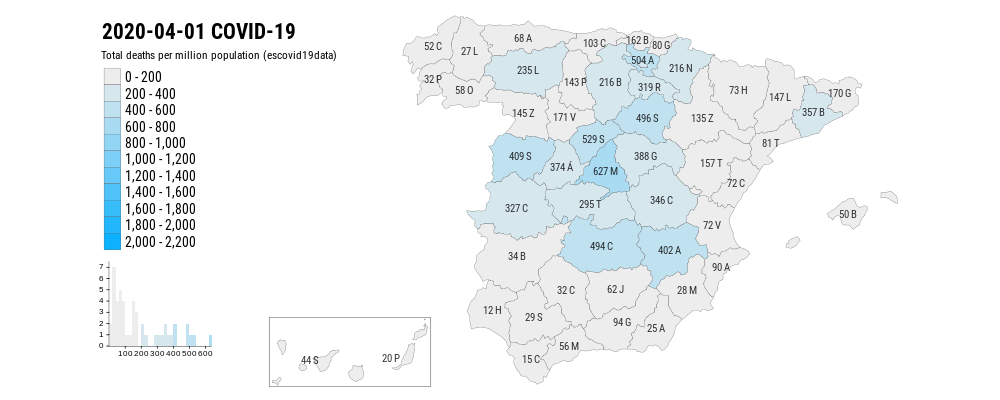 2020-04-01 COVID-19
Total deaths per million population (escovid19data)
0 - 200
200 - 400
400 - 600
600 - 800
800 - 1,000
1,000 - 1,200
1,200 - 1,400
1,400 - 1,600
1,600 - 1,800
1,800 - 2,000
2,000 - 2,200
7
6
5
4
3
2
1
0
100 200 300 400 500 600
52 C
27 L
68 A
103 C
162 B
80 G
504 A
216 N
32 P
58 O
235 L
143 P
216 B
319 R
73 H
147 L
170 G
357 B
145 Z
171 V
496 S
135 Z
81 T
409 S
374 Á
529 S
627 M
388 G
157 T
72 C
327 C
295 T
346 C
72 V
50 B
34 B
494 C
402 A
90 A
12 H
32 C
62 J
28 M
29 S
94 G
25 A
56 M
15 C
44 S
20 P